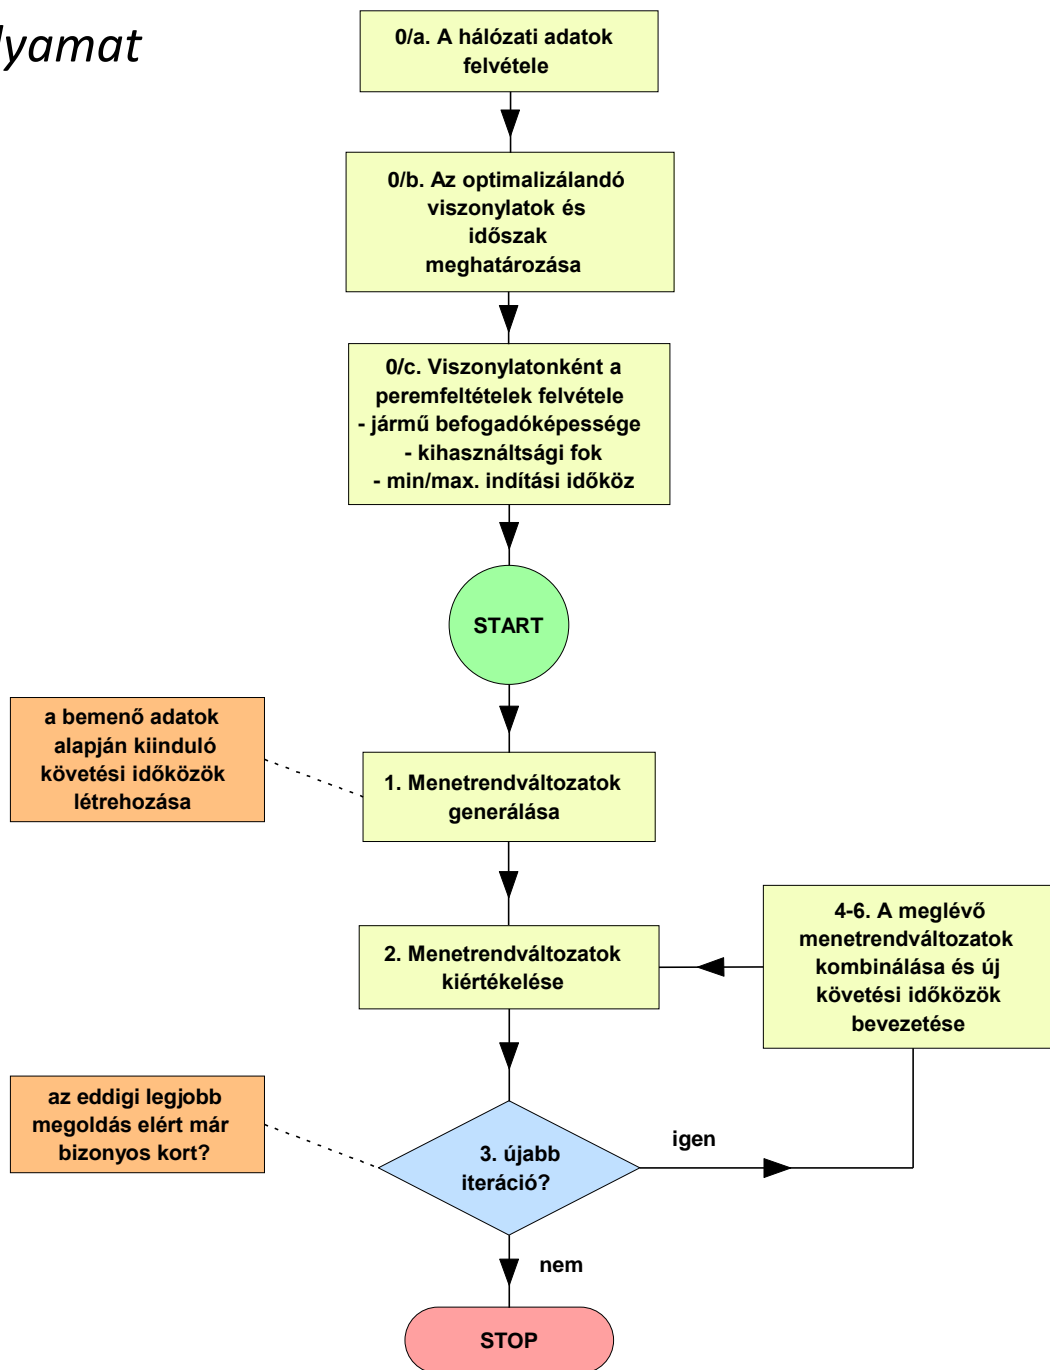 lyamat
0/a. A hálózati adatok
felvétele
0/b. Az optimalizálandó
viszonylatok és
időszak
meghatározása
0/c. Viszonylatonként a
peremfeltételek felvétele
- jármű befogadóképessége
- kihasználtsági fok
- min/max. indítási időköz
START
a bemenő adatok
alapján kiinduló
követési időközök
létrehozása
1. Menetrendváltozatok
generálása
4-6. A meglévő
menetrendváltozatok
kombinálása és új
követési időközök
bevezetése
2. Menetrendváltozatok
kiértékelése
az eddigi legjobb
megoldás elért már
bizonyos kort?
3. újabb
iteráció?
igen
nem
STOP